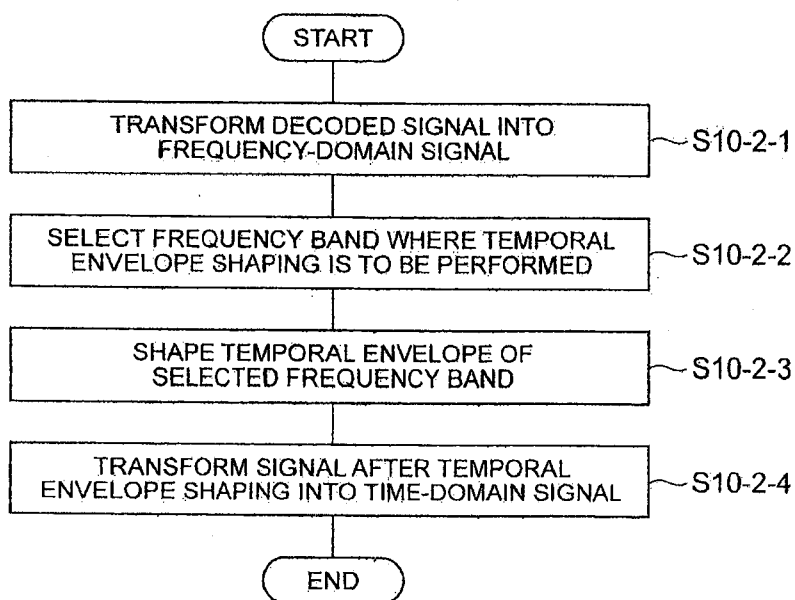 START
TRANSFORM DECODED SIGNAL INTO
FREQUENCY-DOMAIN SIGNAL
S10-2-1
SELECT FREQUENCY BAND WHERE TEMPORAL
ENVELOPE SHAPING IS TO BE PERFORMED
S10-2-2
SHAPE TEMPORAL ENVELOPE OF
SELECTED FREQUENCY BAND
S10-2-3
TRANSFORM SIGNAL AFTER TEMPORAL
ENVELOPE SHAPING INTO TIME-DOMAIN SIGNAL
S10-2-4
END